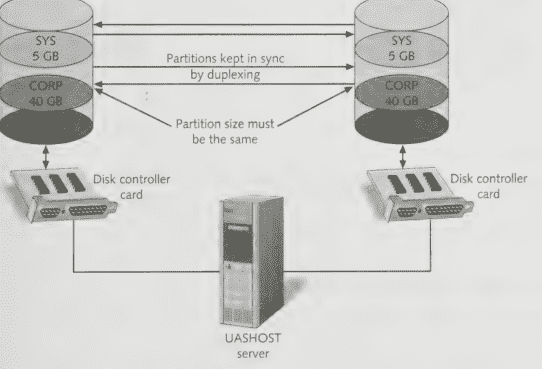 SYS
5 GB
CORP
40 GB
Partitions kept in sync
by duplexing
Partition size must
be the same
SYS
5 GB
CORP
40 GB
Disk controller
card
Disk controller
card
UASHOST
server